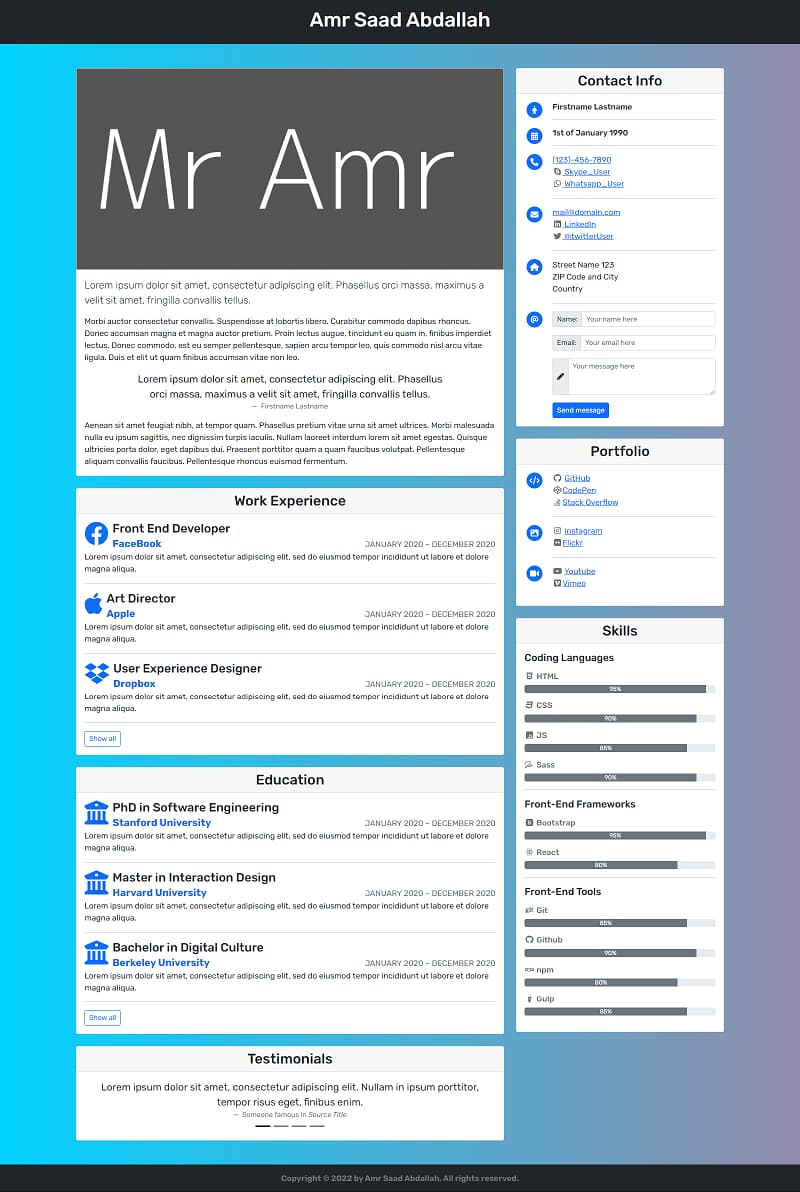 Amr Saad Abdallah
Mr Amr
Lorem ipsum dolor sit amet, consectetur adipiscing elit. Phasellus orci massa, maximus a
velit sit amet, fringilla convallis tellus.
Morbi auctor consectetur convallis. Suspendisse at lobortis libero. Curabitur commodo dapibus rhoncus.
Donec accumsan magna et magna auctor pretium. Proin lectus augue, tincidunt eu quam in, finibus imperdiet
lectus. Donec commodo, est eu semper pellentesque, sapien arcu tempor leo, quis commodo nisl arcu vitae
ligula. Duis et elit ut quam finibus accumsan vitae non leo.
Lorem ipsum dolor sit amet, consectetur adipiscing elit. Phasellus
orci massa, maximus a velit sit amet, fringilla convallis tellus.
— Firstname Lastname
Aenean sit amet feugiat nibh, at tempor quam. Phasellus pretium vitae urna sit amet ultrices. Morbi malesuada
nulla eu ipsum sagittis, nec dignissim turpis iaculis. Nullam laoreet interdum lorem sit amet egestas. Quisque
ultricies porta dolor, eget dapibus dui. Praesent porttitor quam a quam faucibus volutpat. Pellentesque
aliquam convallis faucibus. Pellentesque rhoncus euismod fermentum.
Work Experience
Front End Developer
FaceBook JANUARY 2020 – DECEMBER 2020
Lorem ipsum dolor sit amet, consectetur adipiscing elit, sed do eiusmod tempor incididunt ut labore et dolore
magna aliqua.
Art Director
Apple JANUARY 2020 – DECEMBER 2020
Lorem ipsum dolor sit amet, consectetur adipiscing elit, sed do eiusmod tempor incididunt ut labore et dolore
magna aliqua.
User Experience Designer
Dropbox JANUARY 2020 – DECEMBER 2020
Lorem ipsum dolor sit amet, consectetur adipiscing elit, sed do eiusmod tempor incididunt ut labore et dolore
magna aliqua.
Show all
Education
PhD in Software Engineering
Stanford University JANUARY 2020 – DECEMBER 2020
Lorem ipsum dolor sit amet, consectetur adipiscing elit, sed do eiusmod tempor incididunt ut labore et dolore
magna aliqua.
Master in Interaction Design
Harvard University JANUARY 2020 – DECEMBER 2020
Lorem ipsum dolor sit amet, consectetur adipiscing elit, sed do eiusmod tempor incididunt ut labore et dolore
magna aliqua.
Bachelor in Digital Culture
Berkeley University JANUARY 2020 – DECEMBER 2020
Lorem ipsum dolor sit amet, consectetur adipiscing elit, sed do eiusmod tempor incididunt ut labore et dolore
magna aliqua.
Show all
Testimonials
Lorem ipsum dolor sit amet, consectetur adipiscing elit. Nullam in ipsum porttitor,
tempor risus eget, finibus enim.
— Someone famous in Source Title
Contact Info
Firstname Lastname
1st of January 1990
(123)-456-7890
Skype_User
Whatsapp_User
mail@domain.com
LinkedIn
@twitterUser
Street Name 123
ZIP Code and City
Country
Name: Your name here
Email: Your email here
Your message here
Send message
Portfolio
GitHub
CodePen
Stack Overflow
Instagram
Flickr
Youtube
Vimeo
Skills
Coding Languages
HTML
95%
CSS
90%
JS
85%
Sass
90%
Front-End Frameworks
Bootstrap
95%
React
80%
Front-End Tools
Git
85%
Github
90%
npm
80%
Gulp
85%
Copyright © 2022 by Amr Saad Abdallah, All rights reserved.